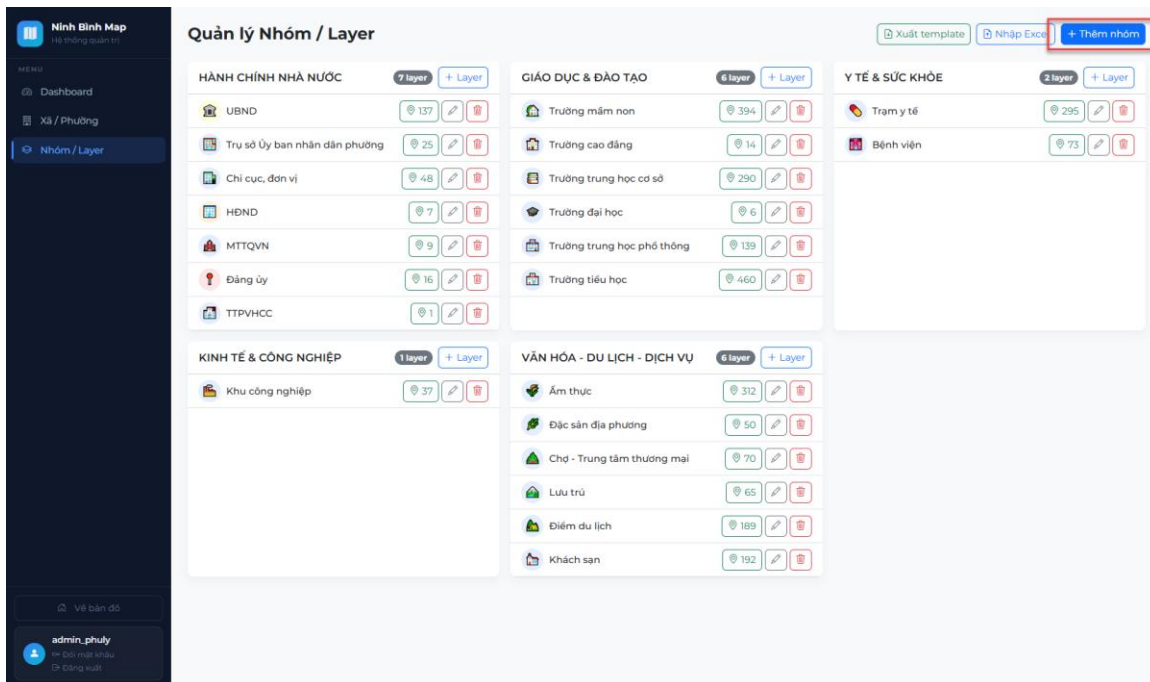 Ninh Bình Map
Hệ thống quản trị
MENU
Dashboard
Xã / Phường
Nhóm / Layer
Về bản đồ
admin_phuly
Đổi mật khẩu
Đăng xuất
Quản lý Nhóm / Layer
Xuất template
Nhập Excel
+ Thêm nhóm
HÀNH CHÍNH NHÀ NƯỚC 7 layer + Layer
UBND 137
Trụ sở Ủy ban nhân dân phường 25
Chi cục, đơn vị 48
HĐND 7
MTTQVN 9
Đảng ủy 16
TTPVHCC 1
GIÁO DỤC & ĐÀO TẠO 6 layer + Layer
Trường mầm non 394
Trường cao đẳng 14
Trường trung học cơ sở 290
Trường đại học 6
Trường trung học phổ thông 139
Trường tiểu học 460
Y TẾ & SỨC KHỎE 2 layer + Layer
Trạm y tế 295
Bệnh viện 73
KINH TẾ & CÔNG NGHIỆP 1 layer + Layer
Khu công nghiệp 37
VĂN HÓA - DU LỊCH - DỊCH VỤ 6 layer + Layer
Ẩm thực 312
Đặc sản địa phương 50
Chợ - Trung tâm thương mại 70
Lưu trú 65
Điểm du lịch 189
Khách sạn 192